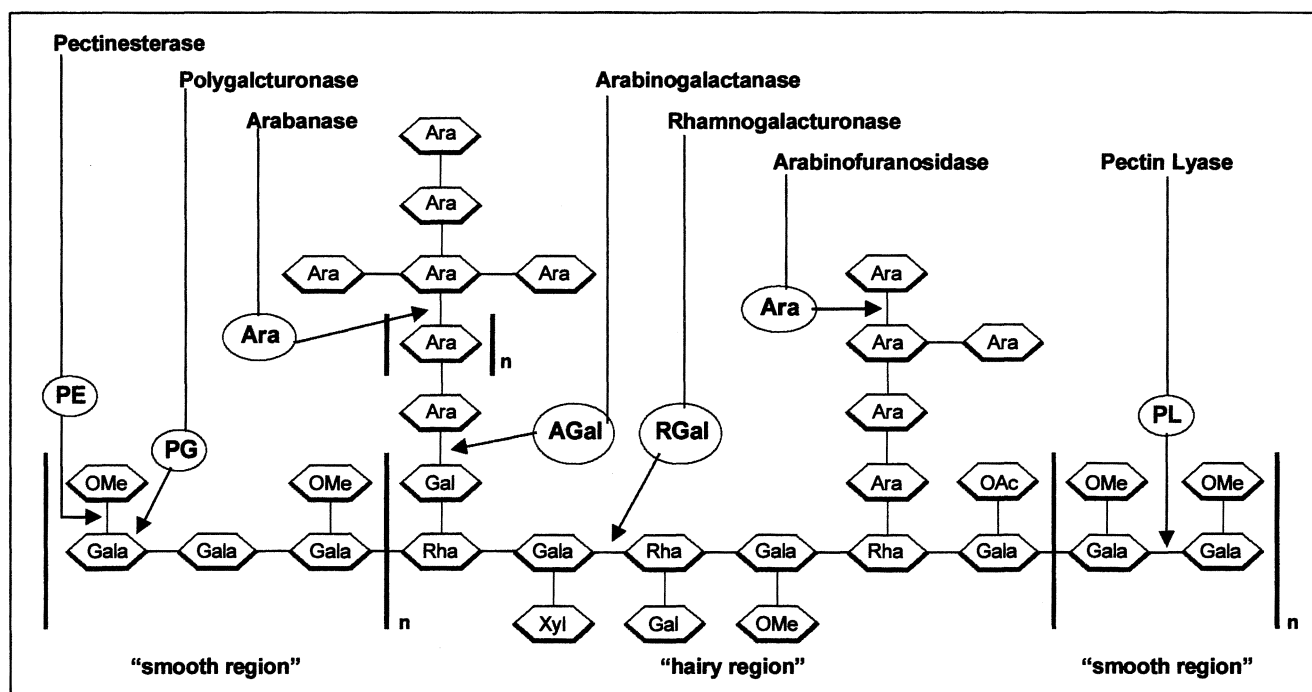 Pectinesterase
Polygalcturonase Arabinogalactanase
Arabanase Ara Rhamnogalacturonase
Arabinofuranosidase Pectin Lyase
Ara
Ara Ara Ara Ara
Ara Ara
Ara n Ara Ara
PE
Ara AGal RGal Ara PL
PG
OMe OMe Gal Ara OAc OMe OMe
Gala Gala Gala Rha Gala Rha Gala Rha Gala Gala Gala
n Xyl Gal OMe n
“smooth region” “hairy region” “smooth region”